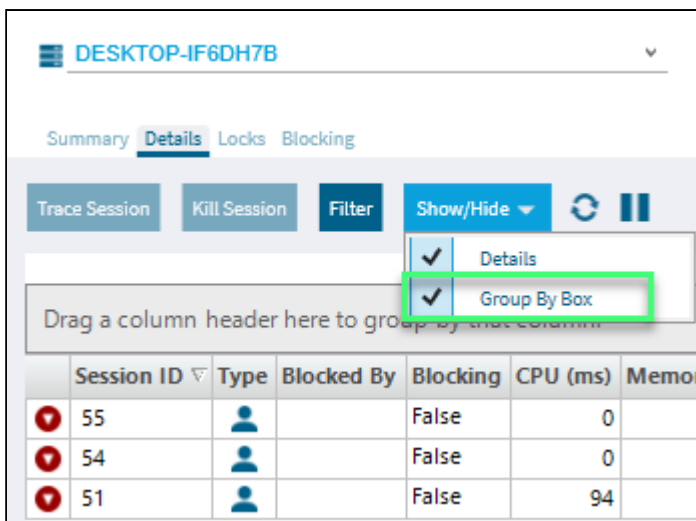 DESKTOP-IF6DH7B
Summary Details Locks Blocking
Trace Session Kill Session Filter Show/Hide
Details
Group By Box
Drag a column header here to group by that column.
Session ID Type Blocked By Blocking CPU (ms) Memo
55 False 0
54 False 0
51 False 94